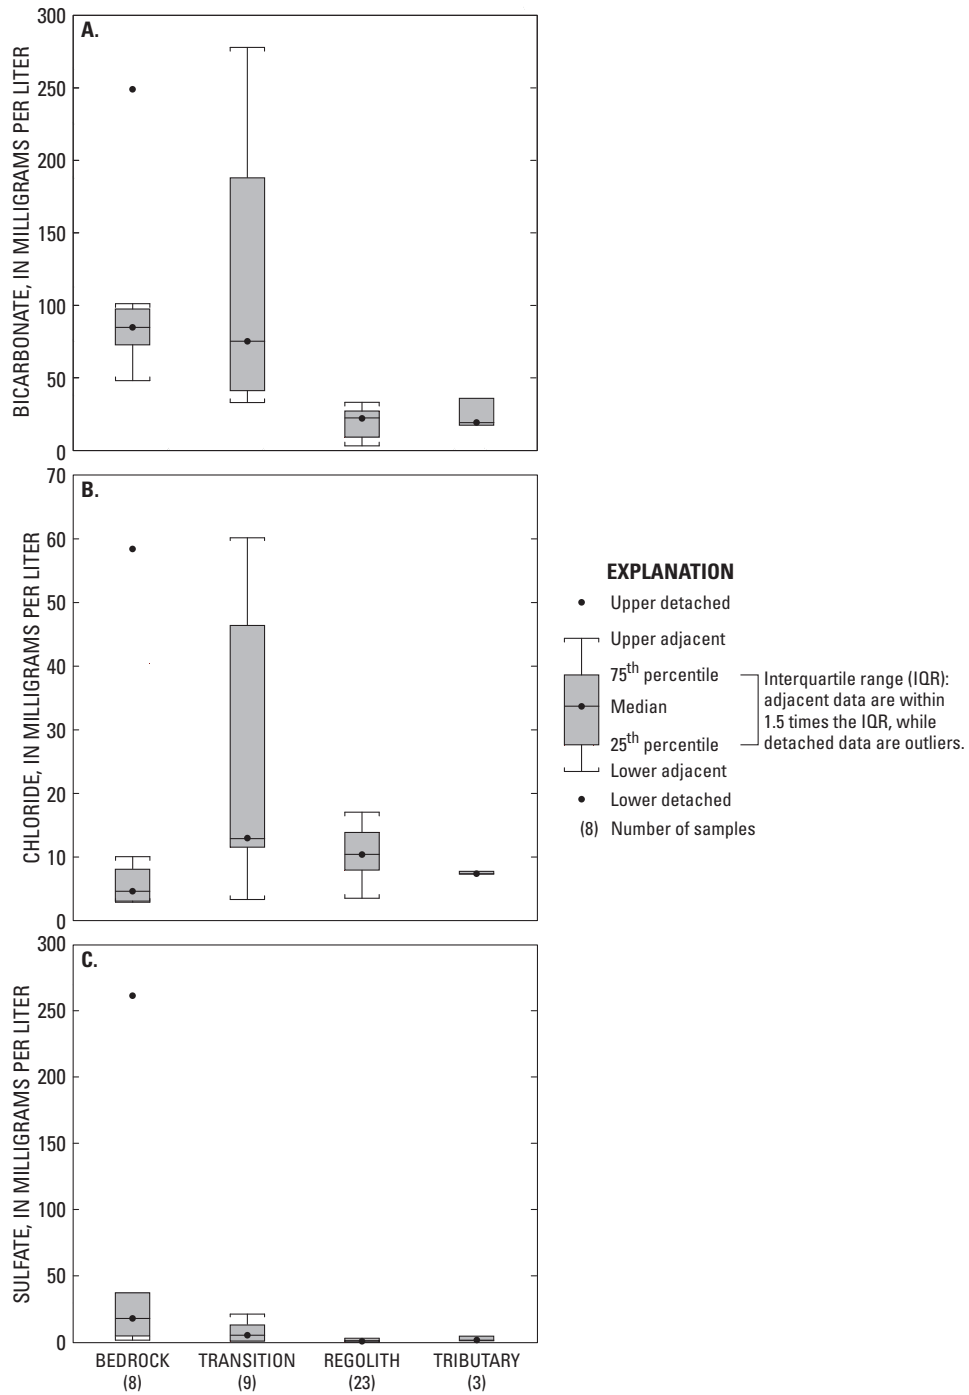 A.
BICARBONATE, IN MILLIGRAMS PER LITER
300
250
200
150
100
50
0
B.
CHLORIDE, IN MILLIGRAMS PER LITER
70
60
50
40
30
20
10
0
EXPLANATION
Upper detached
Upper adjacent
75th percentile
Median
25th percentile
Lower adjacent
Lower detached
(8) Number of samples
Interquartile range (IQR):
adjacent data are within
1.5 times the IQR, while
detached data are outliers.
C.
SULFATE, IN MILLIGRAMS PER LITER
300
250
200
150
100
50
0
BEDROCK TRANSITION REGOLITH TRIBUTARY
(8) (9) (23) (3)